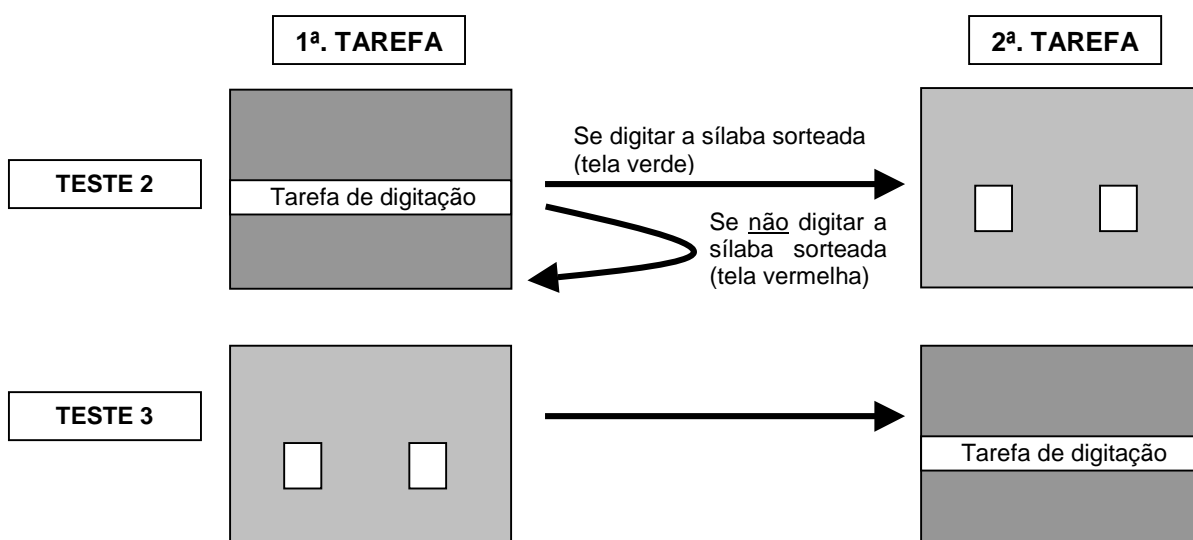 1ª. TAREFA
2ª. TAREFA
TESTE 2
Tarefa de digitação
Se digitar a sílaba sorteada
(tela verde)
Se não digitar a
sílaba sorteada
(tela vermelha)
TESTE 3
Tarefa de digitação